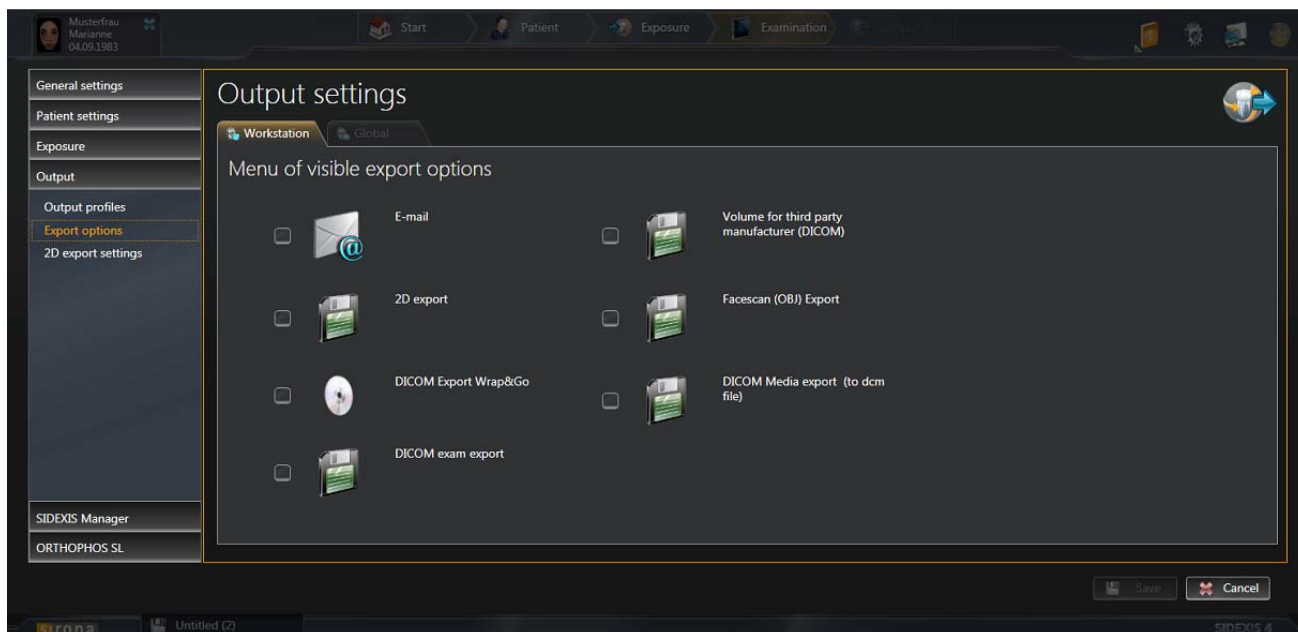 Musterfrau
Marianne
04.09.1983
Start
Patient
Exposure
Examination
Output
General settings
Patient settings
Exposure
Output
Output profiles
Export options
2D export settings
SIDEXIS Manager
ORTHOPHOS SL
Output settings
Workstation
Global
Menu of visible export options
E-mail
Volume for third party
manufacturer (DICOM)
2D export
Facescan (OBJ) Export
DICOM Export Wrap&Go
DICOM Media export (to dcm
file)
DICOM exam export
Save
Cancel
sirona
Untitled (2)
SIDEXIS 4